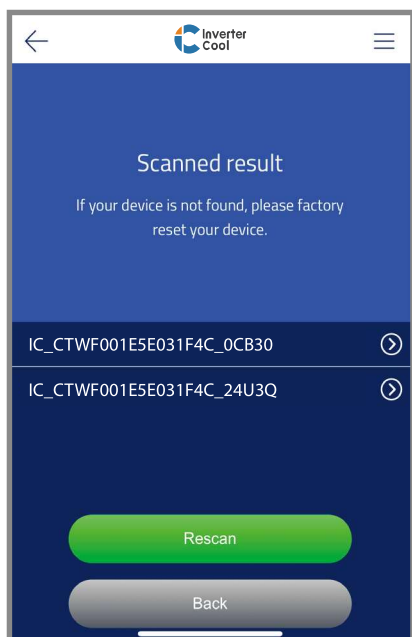 Inverter
Cool
Scanned result
If your device is not found, please factory
reset your device.
IC_CTWF001E5E031F4C_0CB30
IC_CTWF001E5E031F4C_24U3Q
Rescan
Back